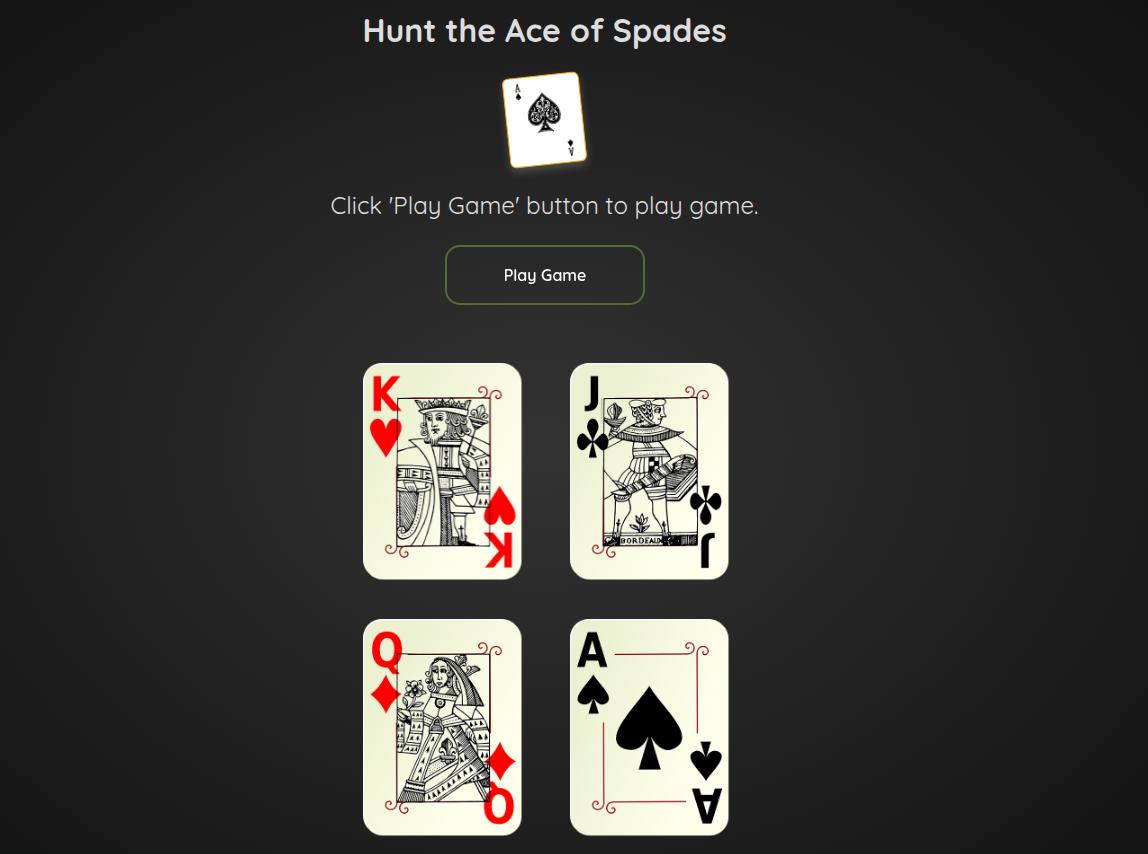 Hunt the Ace of Spades
A
A
Click 'Play Game' button to play game.
Play Game
K
K
J
BORDEAUX
J
Q
Q
A
A